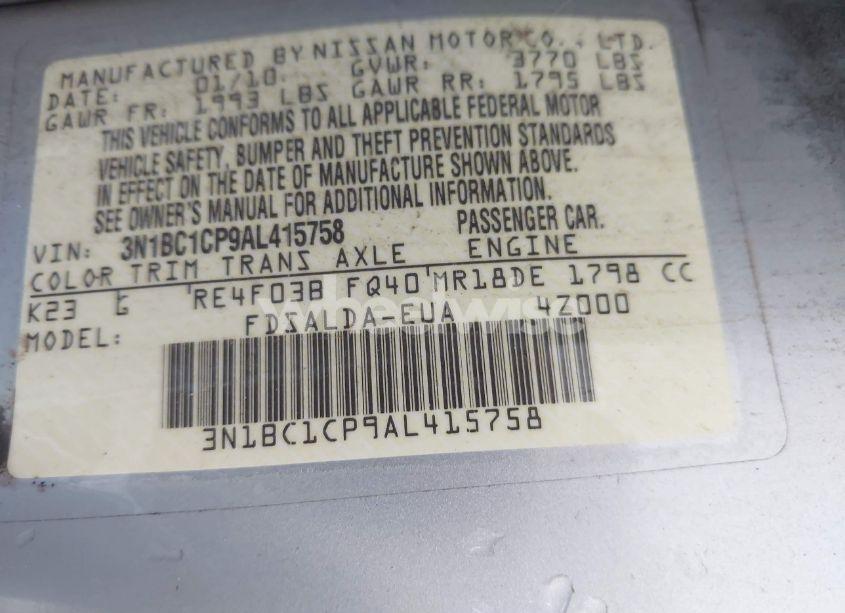 MANUFACTURED BY NISSAN MOTOR CO., LTD.
DATE: 01/10 GVWR: 3770 LBS
GAWR FR: 1993 LBS GAWR RR: 1795 LBS
THIS VEHICLE CONFORMS TO ALL APPLICABLE FEDERAL MOTOR
VEHICLE SAFETY, BUMPER AND THEFT PREVENTION STANDARDS
IN EFFECT ON THE DATE OF MANUFACTURE SHOWN ABOVE.
SEE OWNER'S MANUAL FOR ADDITIONAL INFORMATION.
VIN: 3N1BC1CP9AL415758 PASSENGER CAR.
COLOR TRIM TRANS AXLE ENGINE
K23 G RE4F03B FQ40 MR18DE 1798 CC
MODEL: FDSALDA-EUA 4Z000
3N1BC1CP9AL415758